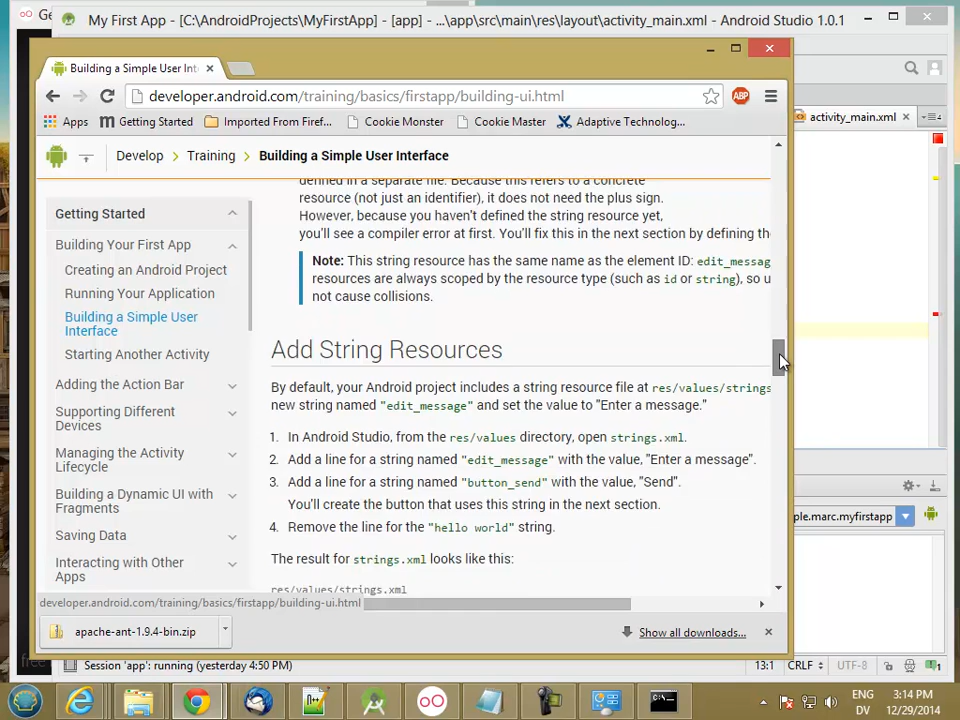 My First App - [C:\AndroidProjects\MyFirstApp] - [app] - ...\app\src\main\res\layout\activity_main.xml - Android Studio 1.0.1
Building a Simple User Int
developer.android.com/training/basics/firstapp/building-ui.html
ABP
Apps
Getting Started
Imported From Firef...
Cookie Monster
Cookie Master
Adaptive Technolog...
activity_main.xml
Develop
Training
Building a Simple User Interface
Getting Started
Building Your First App
Creating an Android Project
Running Your Application
Building a Simple User
Interface
Starting Another Activity
Adding the Action Bar
Supporting Different
Devices
Managing the Activity
Lifecycle
Building a Dynamic UI with
Fragments
Saving Data
Interacting with Other
Apps
defined in a separate file. Because this refers to a concrete
resource (not just an identifier), it does not need the plus sign.
However, because you haven't defined the string resource yet,
you'll see a compiler error at first. You'll fix this in the next section by defining the
Note: This string resource has the same name as the element ID: edit_messag
resources are always scoped by the resource type (such as id or string), so u
not cause collisions.
Add String Resources
By default, your Android project includes a string resource file at res/values/strings
new string named "edit_message" and set the value to "Enter a message."
1. In Android Studio, from the res/values directory, open strings.xml.
2. Add a line for a string named "edit_message" with the value, "Enter a message".
3. Add a line for a string named "button_send" with the value, "Send".
You'll create the button that uses this string in the next section.
4. Remove the line for the "hello world" string.
The result for strings.xml looks like this:
res/values/strings.xml
ple.marc.myfirstapp
developer.android.com/training/basics/firstapp/building-ui.html
apache-ant-1.9.4-bin.zip
Show all downloads...
Session 'app': running (yesterday 4:50 PM)
13:1
CRLF
UTF-8
1
ENG
DV
3:14 PM
12/29/2014